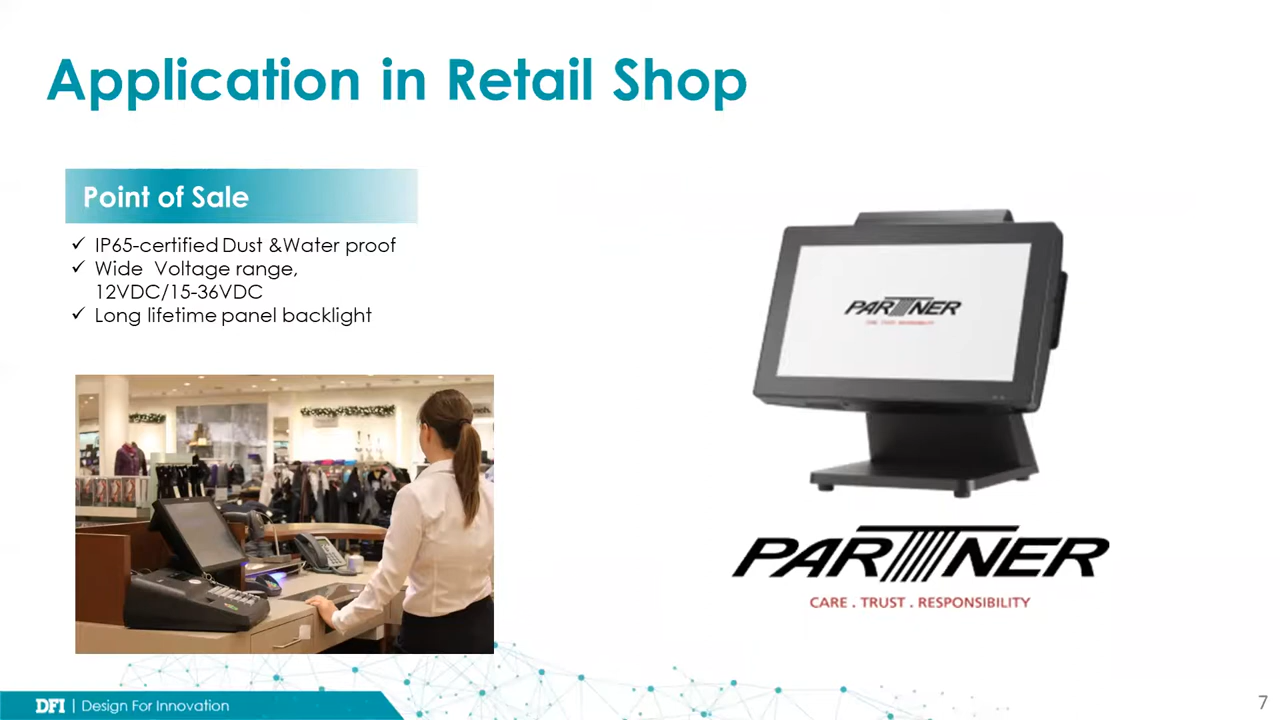 Application in Retail Shop
Point of Sale
✓ IP65-certified Dust &Water proof
✓ Wide Voltage range,
12VDC/15-36VDC
✓ Long lifetime panel backlight
PARTNER
PARTNER
CARE . TRUST . RESPONSIBILITY
DFI | Design For Innovation
7